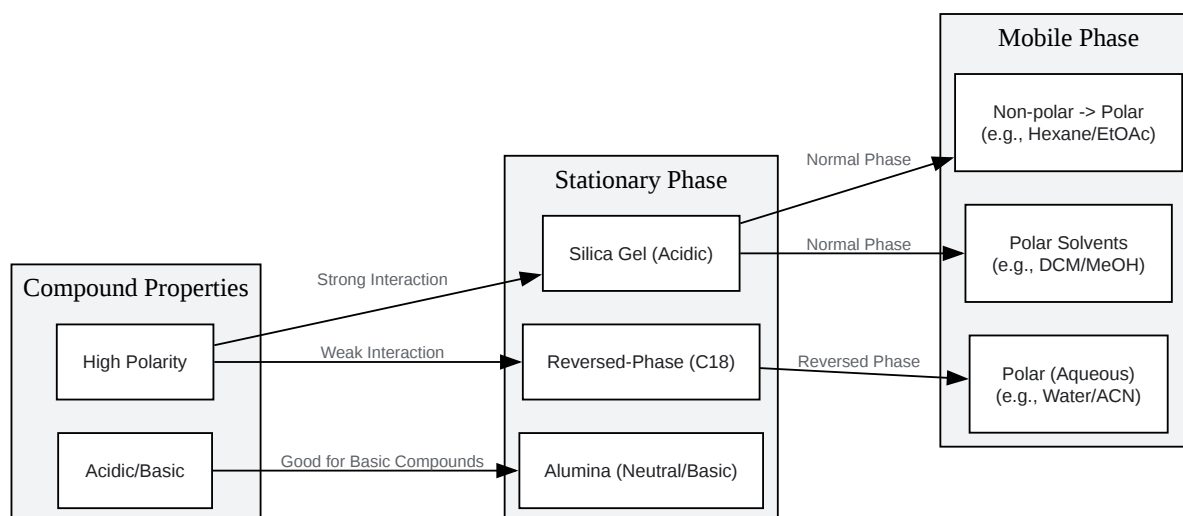 Compound Properties
High Polarity
Acidic/Basic
Strong Interaction
Weak Interaction
Good for Basic Compounds
Stationary Phase
Silica Gel (Acidic)
Reversed-Phase (C18)
Alumina (Neutral/Basic)
Normal Phase
Normal Phase
Reversed Phase
Mobile Phase
Non-polar -> Polar
(e.g., Hexane/EtOAc)
Polar Solvents
(e.g., DCM/MeOH)
Polar (Aqueous)
(e.g., Water/ACN)